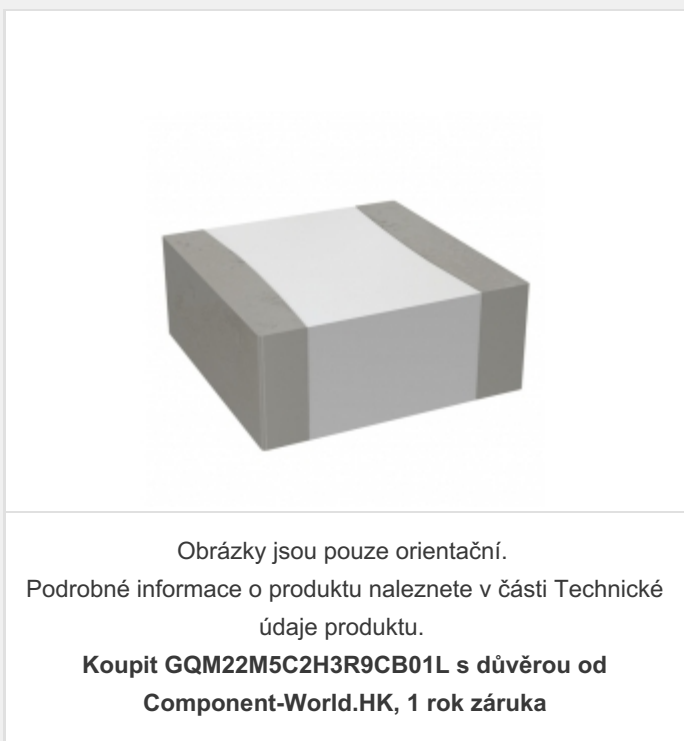 Obrázky jsou pouze orientační.
Podrobné informace o produktu naleznete v části Technické
údaje produktu.
Koupit GQM22M5C2H3R9CB01L s důvěrou od
Component-World.HK, 1 rok záruka